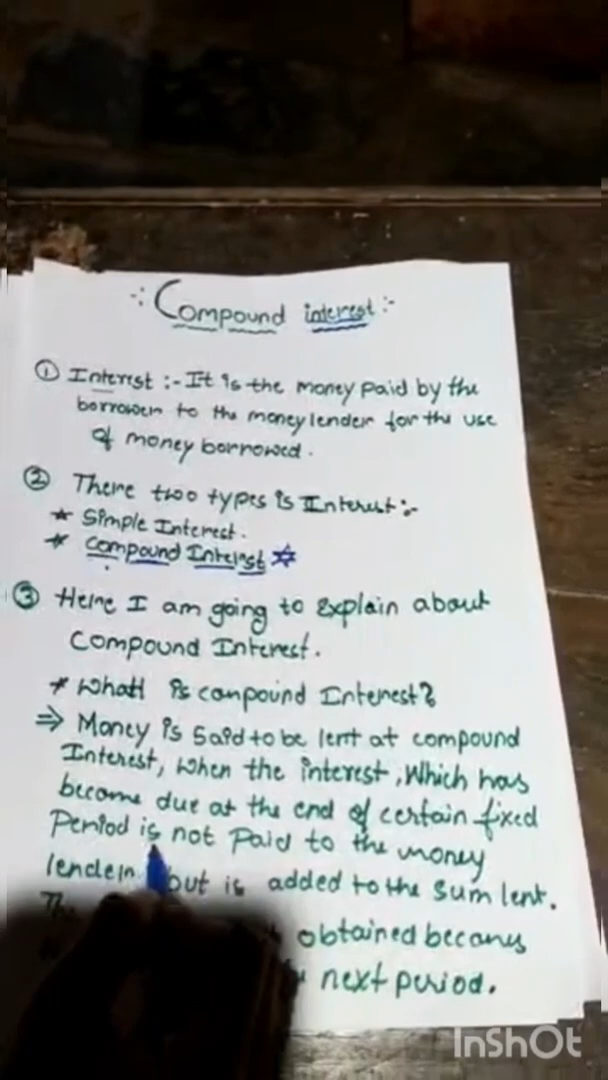 -: Compound interest :-
① Interest :- It is the money paid by the
borrower to the money lender for the use
of money borrowed.
② There two types is Interest :-
* Simple Interest.
* Compound Interst ☆
③ Here I am going to explain about
Compound Interest.
* Whatt is conpound Interest?
⇒ Money is said to be lent at compound
Interest, when the interest, which has
become due at the end of certain fixed
Period is not paid to the money
lender but is added to the sum lent.
obtained becans
next period.
InShOt